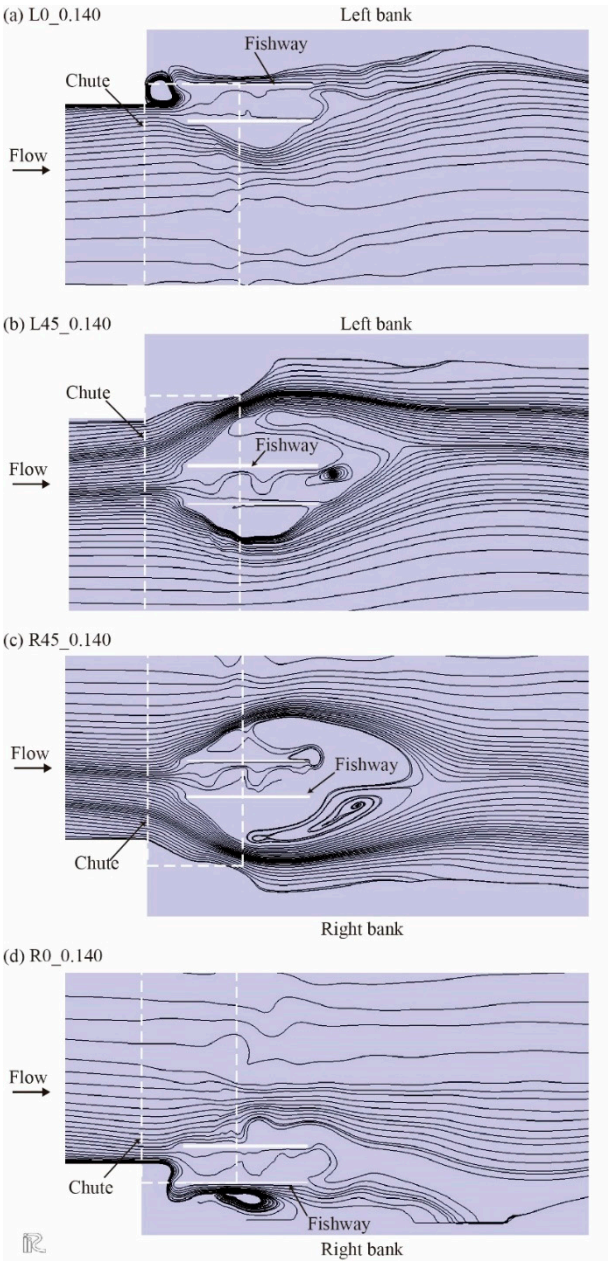 (a) L0_0.140
Left bank
Fishway
Chute
Flow
(b) L45_0.140
Left bank
Chute
Fishway
Flow
(c) R45_0.140
Flow
Fishway
Chute
Right bank
(d) R0_0.140
Flow
Chute
Fishway
Right bank